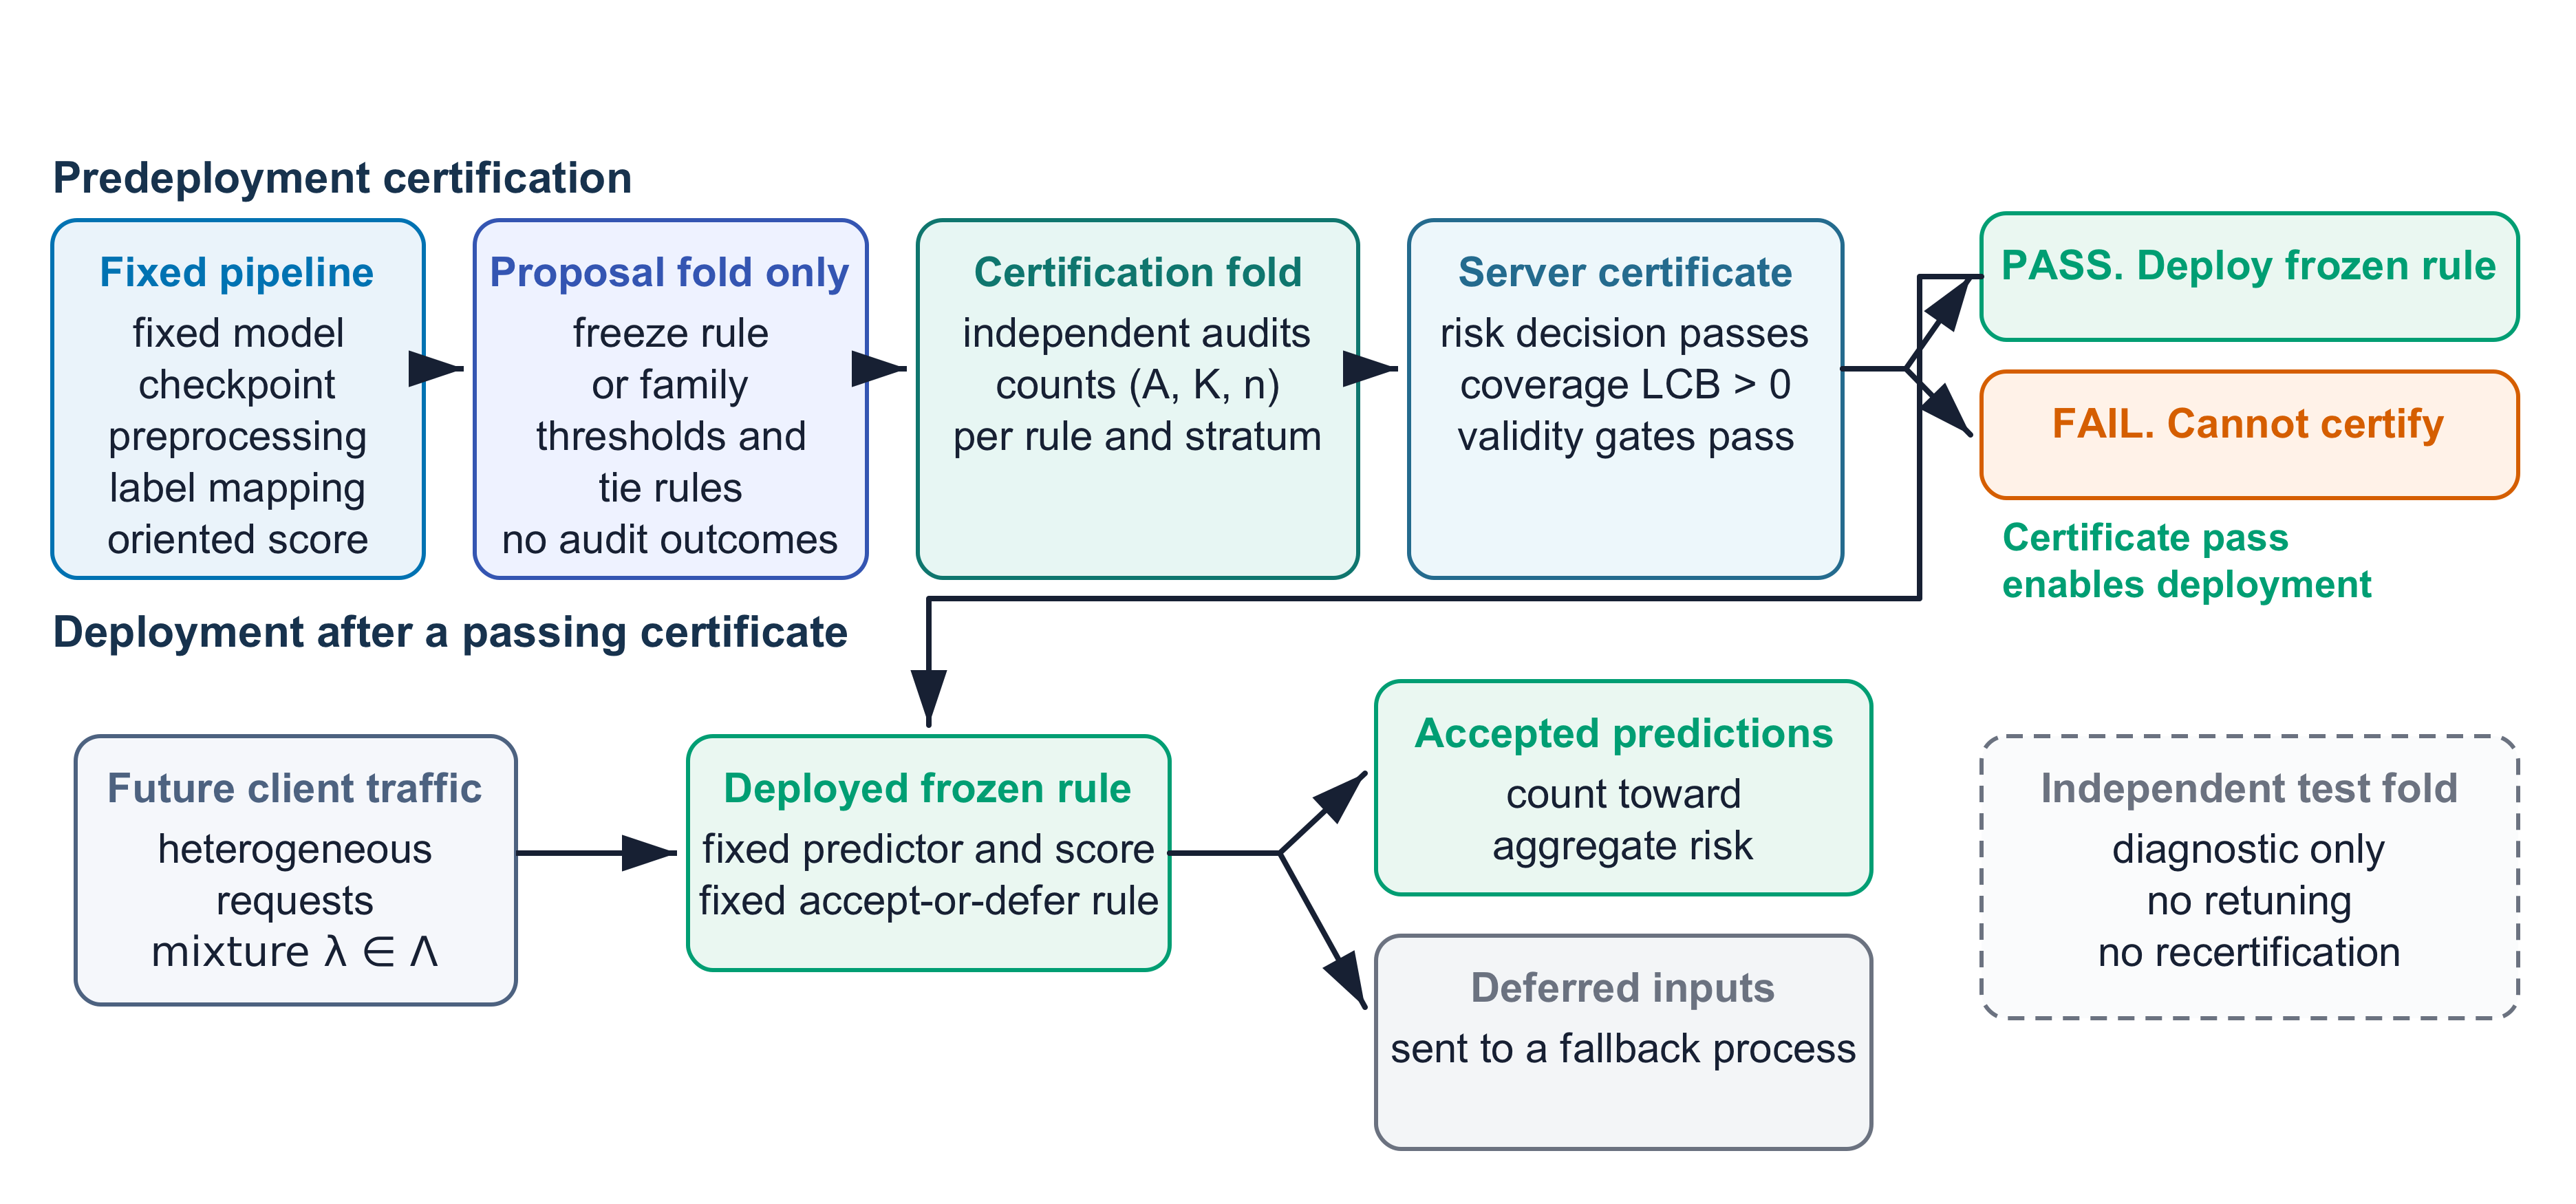 Predeployment certification
Fixed pipeline
fixed model
checkpoint
preprocessing
label mapping
oriented score
Proposal fold only
freeze rule
or family
thresholds and
tie rules
no audit outcomes
Certification fold
independent audits
counts (A, K, n)
per rule and stratum
Server certificate
risk decision passes
coverage LCB > 0
validity gates pass
PASS. Deploy frozen rule
FAIL. Cannot certify
Certificate pass
enables deployment
Deployment after a passing certificate
Future client traffic
heterogeneous
requests
mixture λ ∈ Λ
Deployed frozen rule
fixed predictor and score
fixed accept-or-defer rule
Accepted predictions
count toward
aggregate risk
Deferred inputs
sent to a fallback process
Independent test fold
diagnostic only
no retuning
no recertification